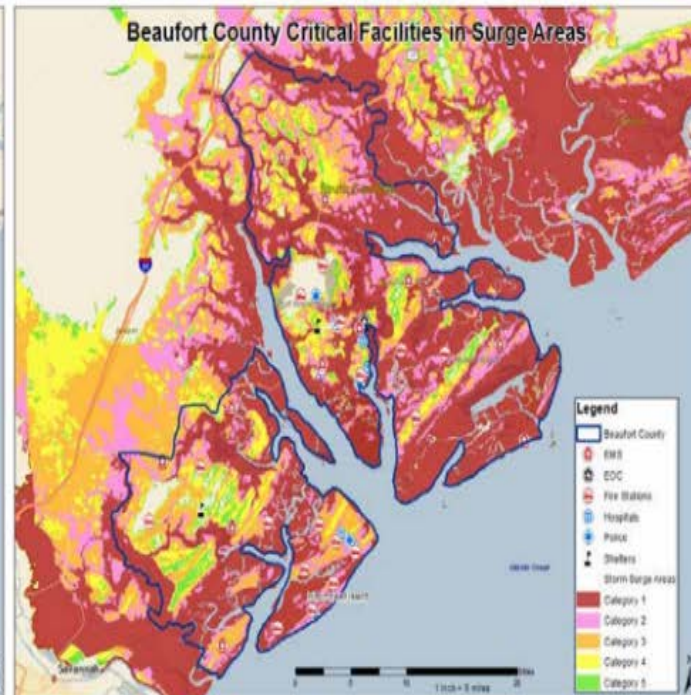 Beaufort County Critical Facilities in Surge Areas
95
Savannah
Legend
Beaufort County
EMS
EOC
Fire Stations
Hospitals
Police
Shelters
Storm Surge Areas
Category 1
Category 2
Category 3
Category 4
Category 5
1 inch = 5 miles